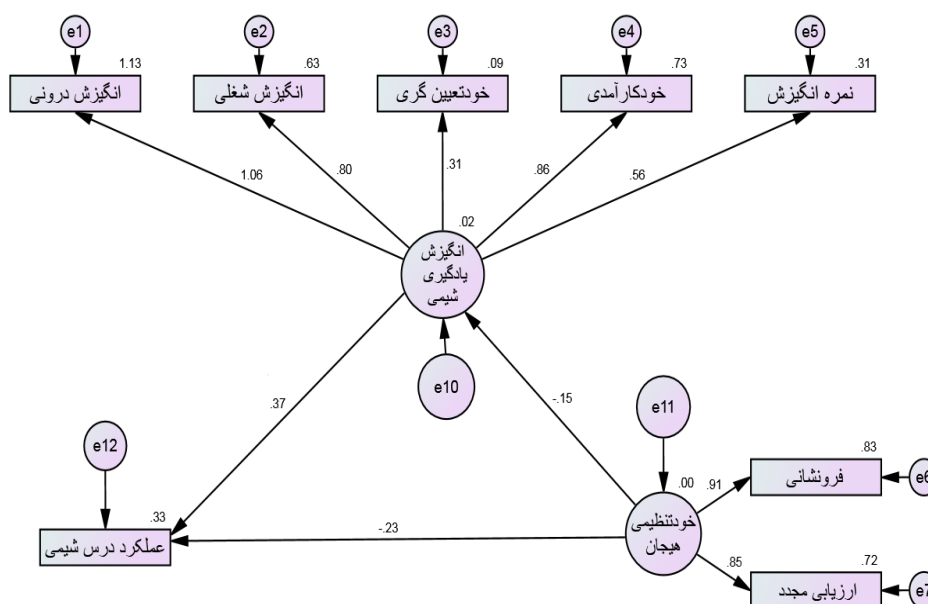 e1
e2
e3
e4
e5
1.13
.63
.09
.73
.31
انگیزش درونی
انگیزش شغلی
خودتعیین گری
خودکارآمدی
نمره انگیزش
1.06
.80
.31
.86
.56
.02
انگیزش
یادگیری
شیمی
e10
.37
-.15
e11
e12
.83
فرونشانی
e6
.00
.91
.33
عملکرد درس شیمی
-.23
خودتنظیمی
هیجان
.85
.72
ارزیابی مجدد
e7